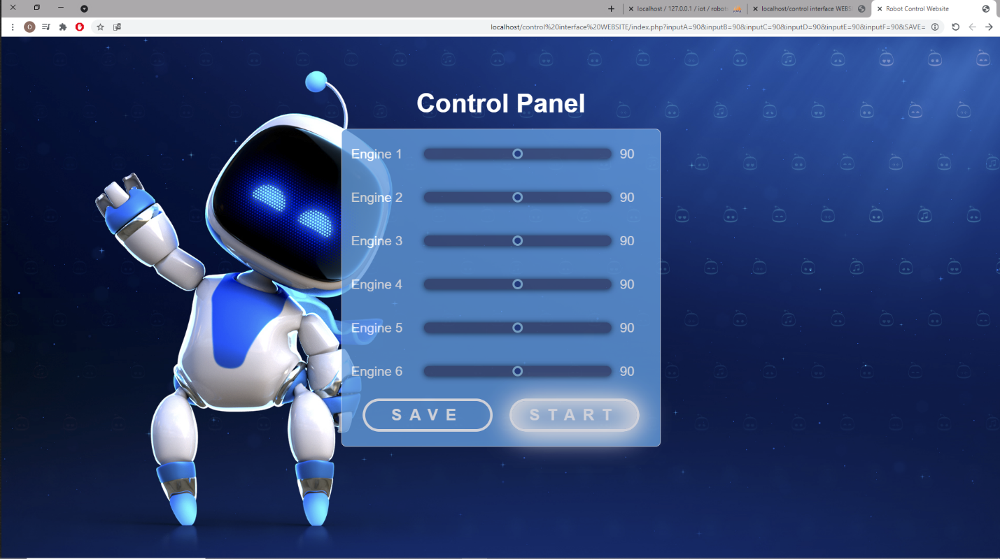 localhost / 127.0.0.1 / iot / robot
localhost/control interface WEBS
Robot Control Website
O
localhost/control%20interface%20WEBSITE/index.php?inputA=90&inputB=90&inputC=90&inputD=90&inputE=90&inputF=90&SAVE=
Control Panel
Engine 1 90
Engine 2 90
Engine 3 90
Engine 4 90
Engine 5 90
Engine 6 90
SAVE START